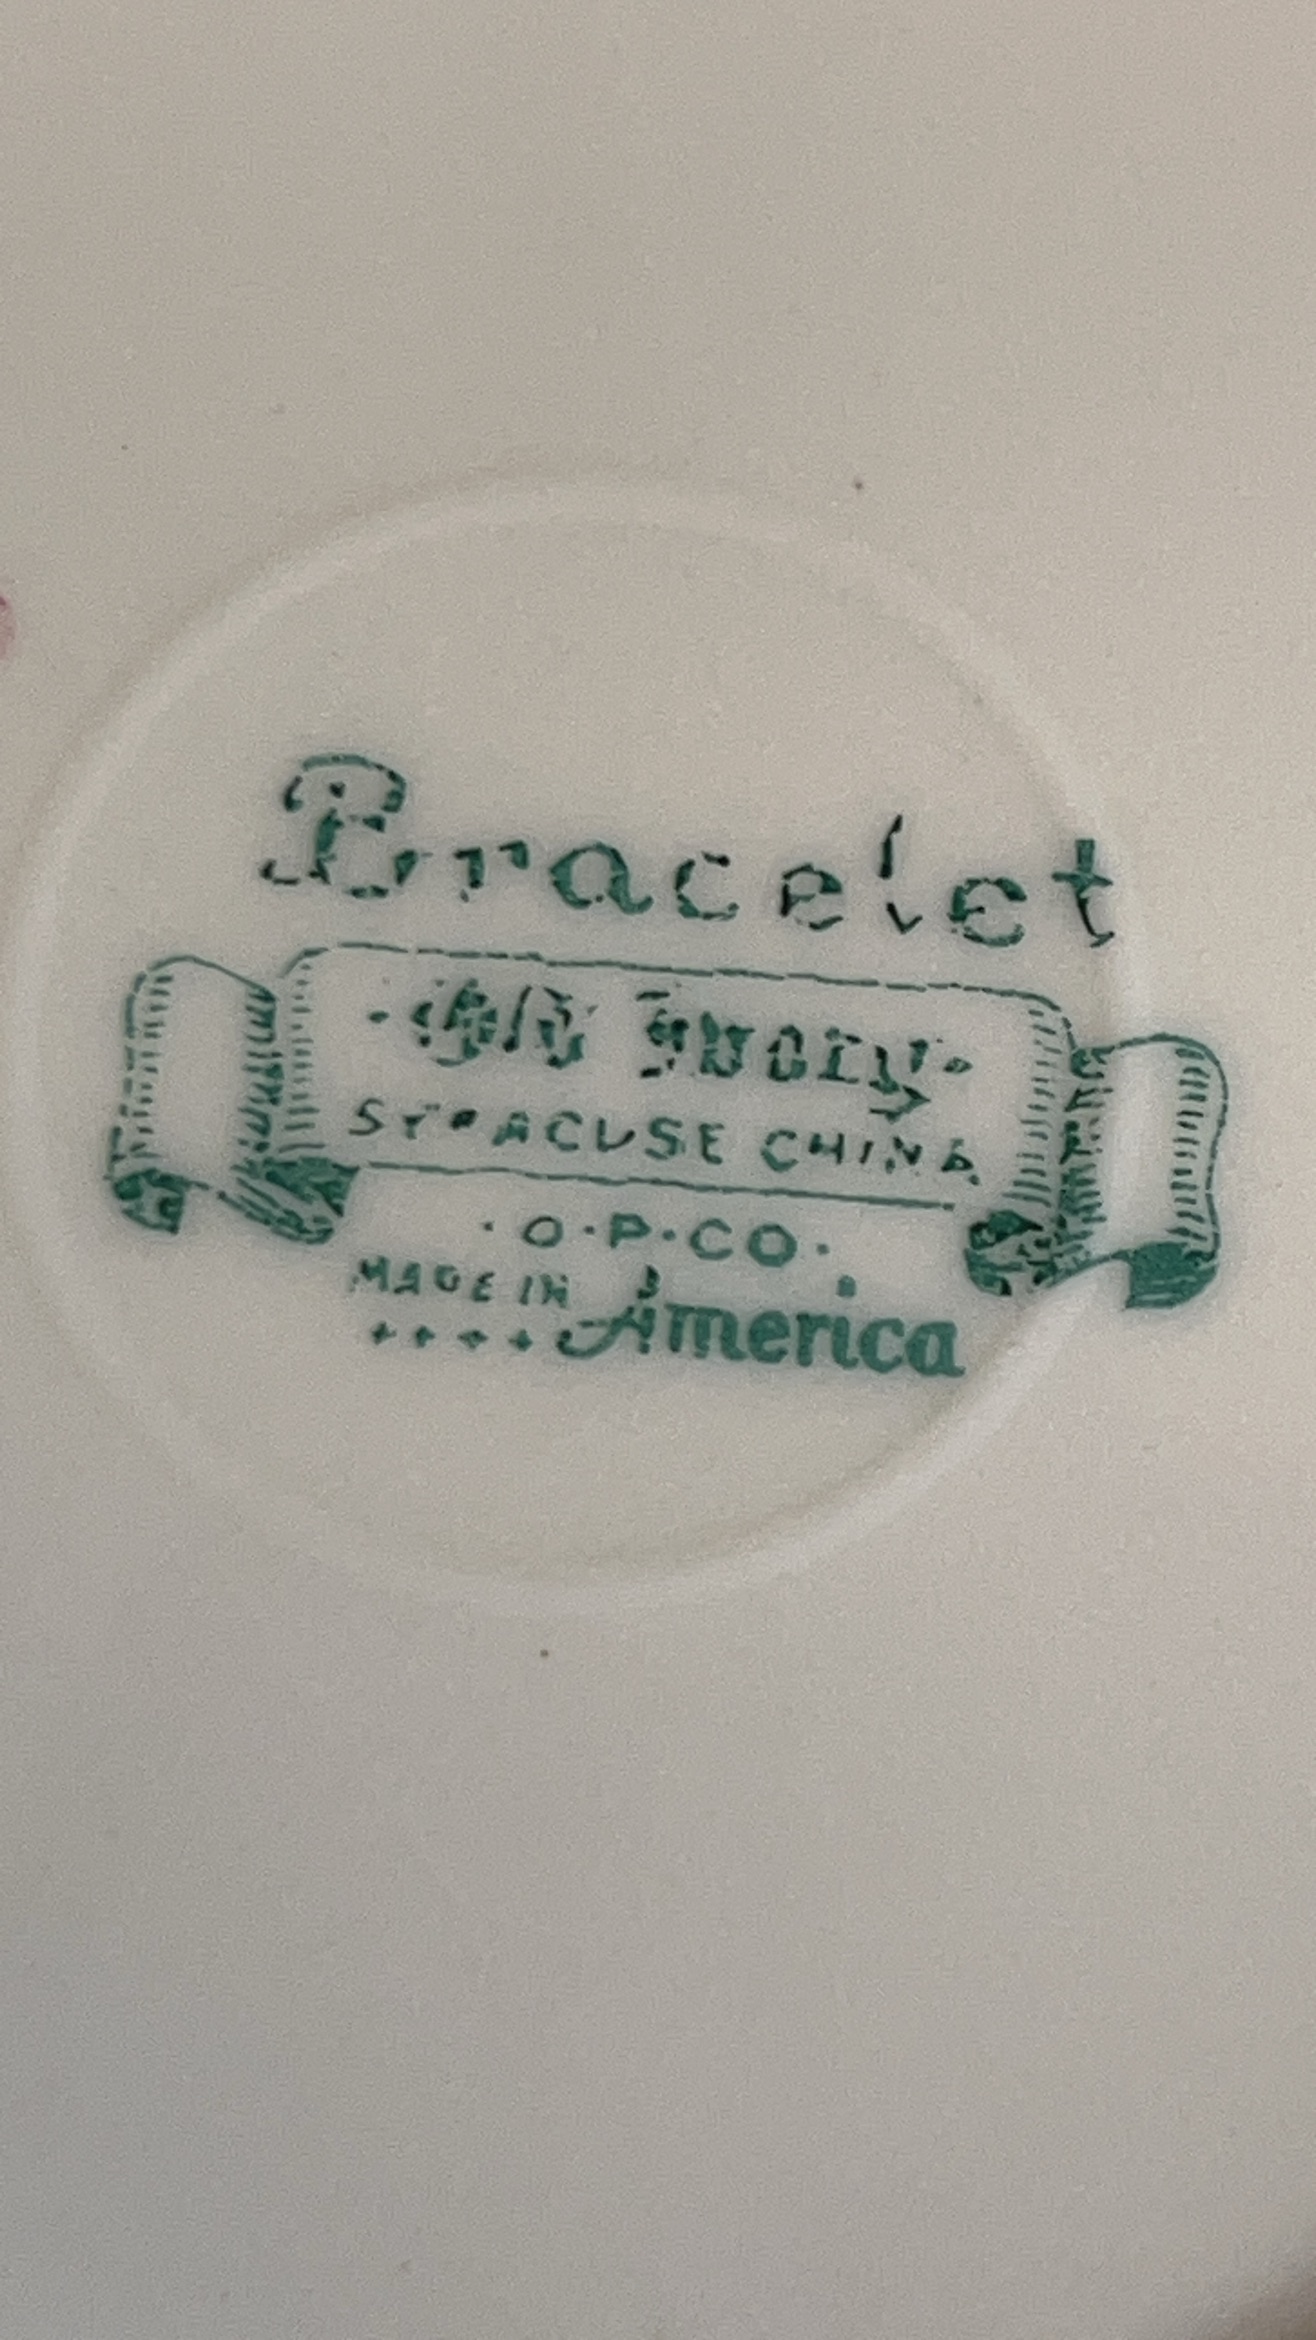 Bracelet
OLD IVORY
SYRACUSE CHINA
·O·P·CO·
MADE IN America